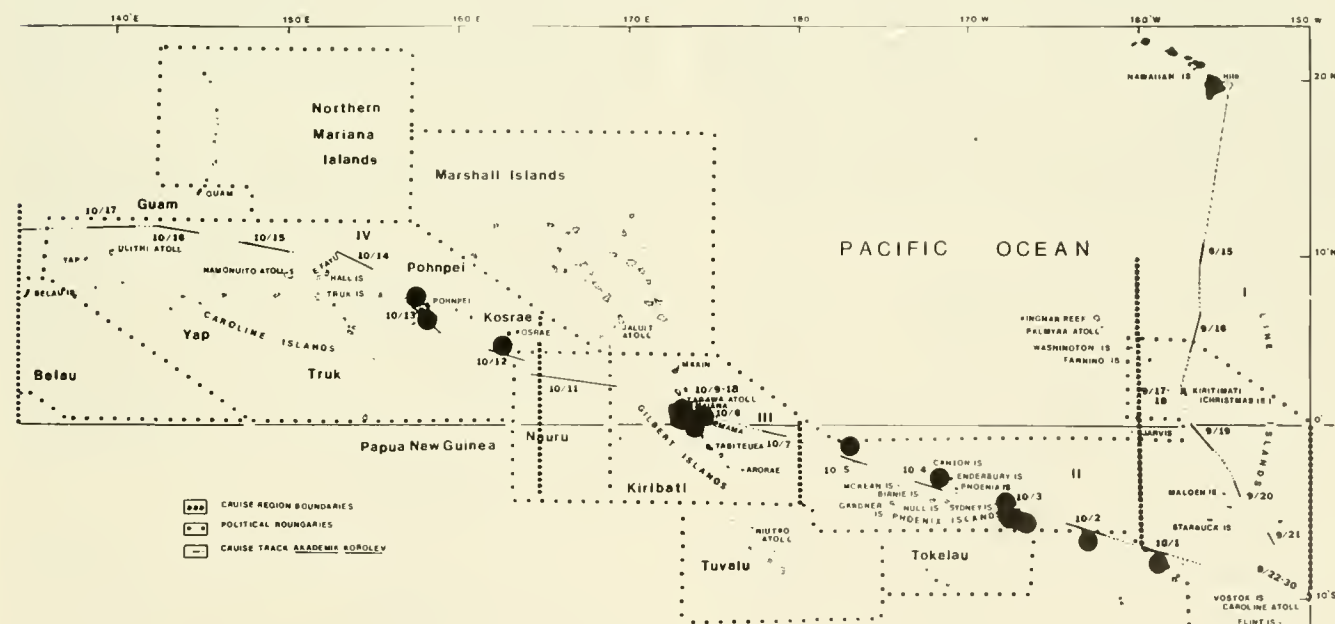 140°E
150°E
160°E
170°E
180
170°W
160°W
150W
HAWAIIAN IS
Hilo
20°N
Northern
Mariana
Ialands
Marshall Islands
GUAM
Guam
10/17
10/16
10/15
IV
10/14
ULITHI ATOLL
YAP
NAMONUITO ATOLL
E FAYU
HALL IS
TRUK IS
Pohnpei
POHNPEI
10/13
BELAU IS
CAROLINE ISLANDS
Yap
Truk
Belau
Kosrae
KOSRAE
10/12
10/11
JALUIT
ATOLL
PACIFIC OCEAN
9/15
10°N
I
KINGMAN REEF
PALMYRA ATOLL
WASHINGTON IS
FANNING IS
9/16
LINE
ISLANDS
9/17-
18
KIRITIMATI
(CHRISTMAS IS)
MAKIN
10/9-18
TARAWA ATOLL
MAIANA
10/8
III
10/7
TABITEUEA
ARORAE
GILBERT ISLANDS
Papua New Guinea
Nauru
Kiribati
0°
JARVIS
9/19
10 5
10 4
CANTON IS
ENDERBURY IS
PHOENIX IS
MCKEAN IS
BIRNIE IS
GARDNER
IS
HULL IS
SYDNEY IS
PHOENIX ISLANDS
10/3
II
10/2
10/1
MALDEN IS
9/20
STARBUCK IS
9/21
9/22-30
CRUISE REGION BOUNDARIES
POLITICAL BOUNDARIES
CRUISE TRACK AKADEMIK KOROLEV
NIUTAO
ATOLL
Tuvalu
Tokelau
10°S
VOSTOK IS
CAROLINE ATOLL
FLINT IS